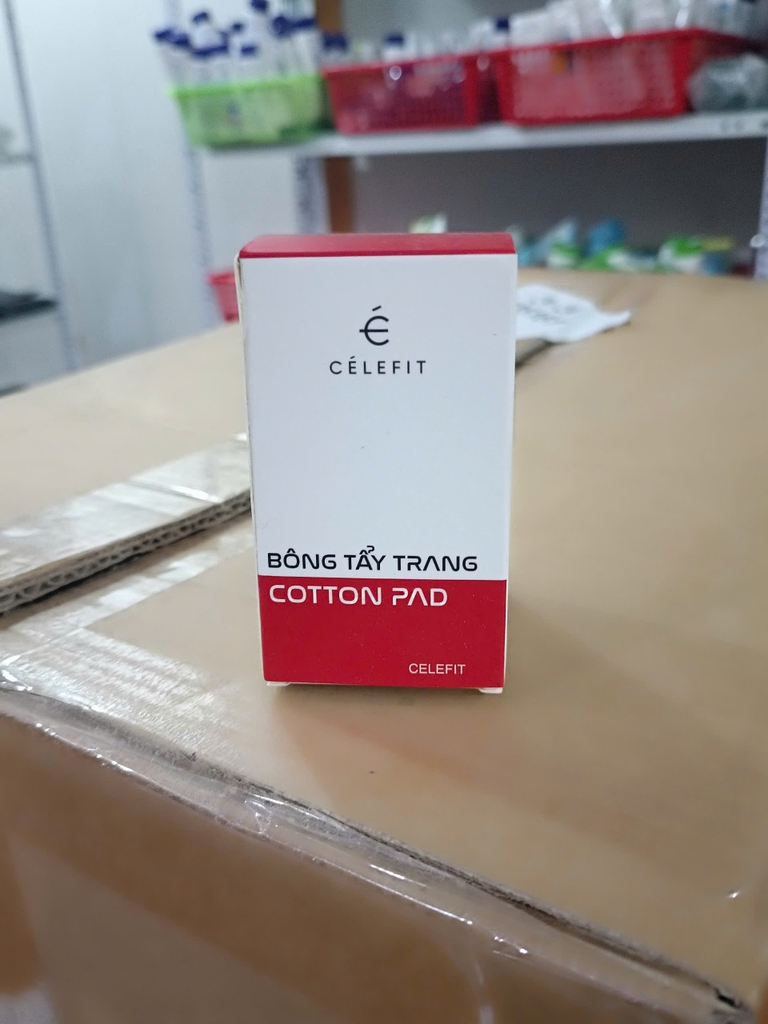 CÉLEFIT
BÔNG TẨY TRANG
COTTON PAD
CELEFIT